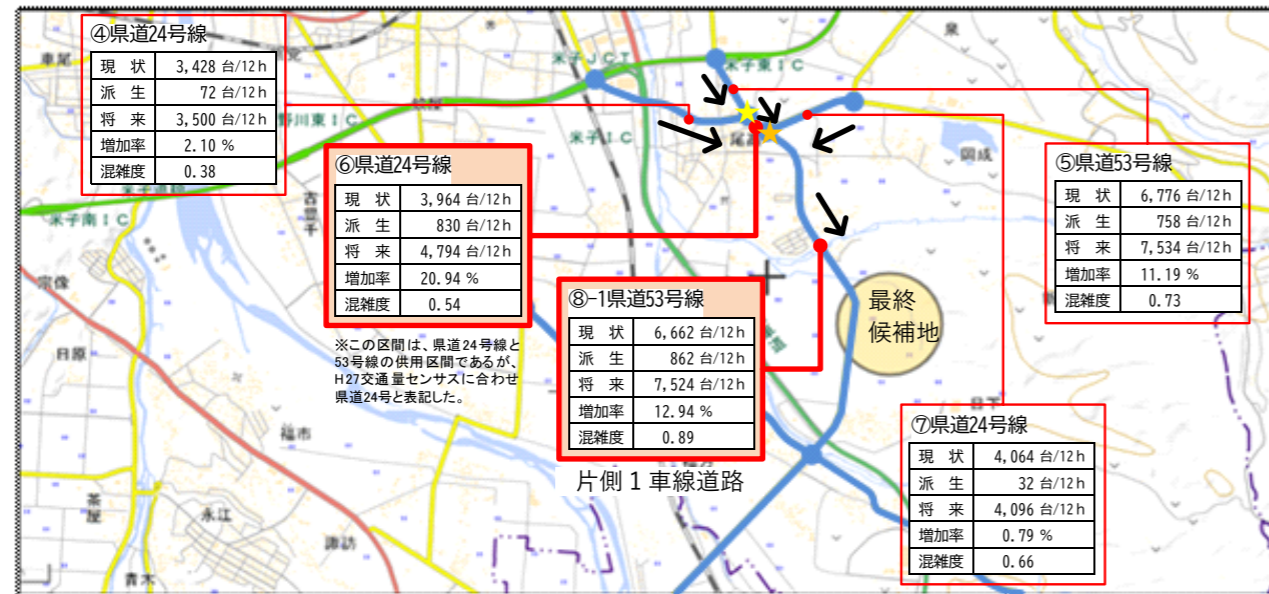 ④県道24号線
現 状 3,428 台/12h
派 生 72 台/12h
将 来 3,500 台/12h
増加率 2.10 %
混雑度 0.38
⑥県道24号線
現 状 3,964 台/12h
派 生 830 台/12h
将 来 4,794 台/12h
増加率 20.94 %
混雑度 0.54
※この区間は、県道24号線と
53号線の供用区間であるが、
H27交通量センサスに合わせ
県道24号と表記した。
⑧-1県道53号線
現 状 6,662 台/12h
派 生 862 台/12h
将 来 7,524 台/12h
増加率 12.94 %
混雑度 0.89
片側1車線道路
⑤県道53号線
現 状 6,776 台/12h
派 生 758 台/12h
将 来 7,534 台/12h
増加率 11.19 %
混雑度 0.73
⑦県道24号線
現 状 4,064 台/12h
派 生 32 台/12h
将 来 4,096 台/12h
増加率 0.79 %
混雑度 0.66
最終
候補地
車尾
米子JCT
米子東IC
泉
野川東IC
米子IC
尾高
岡成
米子南IC
古豊千
宗像
日原
福市
日下
茶屋
永江
諏訪
青木